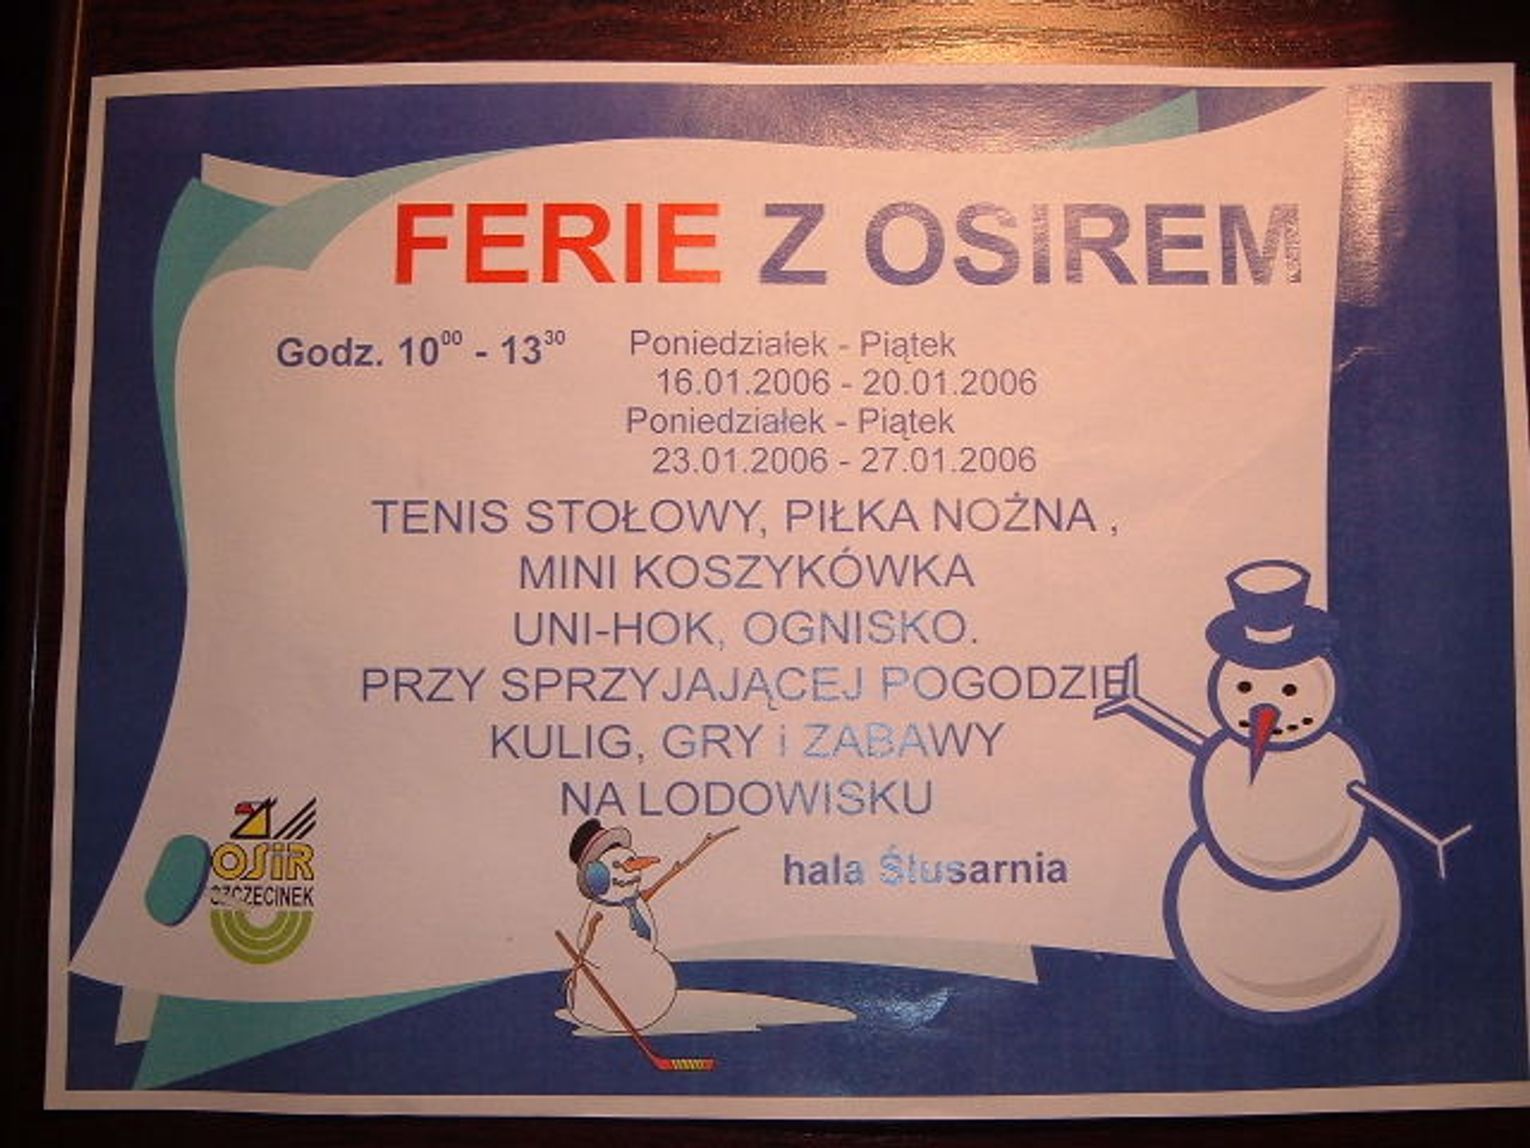 FERIE Z OSIREM
Godz. 10⁰⁰ - 13³⁰
Poniedziałek - Piątek
16.01.2006 - 20.01.2006
Poniedziałek - Piątek
23.01.2006 - 27.01.2006
TENIS STOŁOWY, PIŁKA NOŻNA ,
MINI KOSZYKÓWKA
UNI-HOK, OGNISKO.
PRZY SPRZYJAJĄCEJ POGODZIE
KULIG, GRY i ZABAWY
NA LODOWISKU
hala Ślusarnia
OSiR
SZCZECINEK